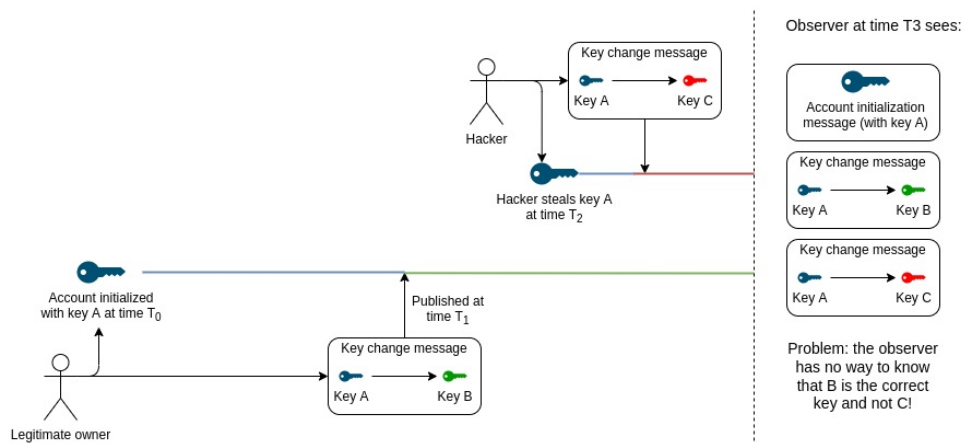 Observer at time T3 sees:
Key change message
Key A
Key C
Hacker
Account initialization
message (with key A)
Key change message
Key A
Key B
Hacker steals key A
at time T2
Key change message
Key A
Key C
Account initialized
with key A at time T0
Published at
time T1
Key change message
Key A
Key B
Legitimate owner
Problem: the observer
has no way to know
that B is the correct
key and not C!